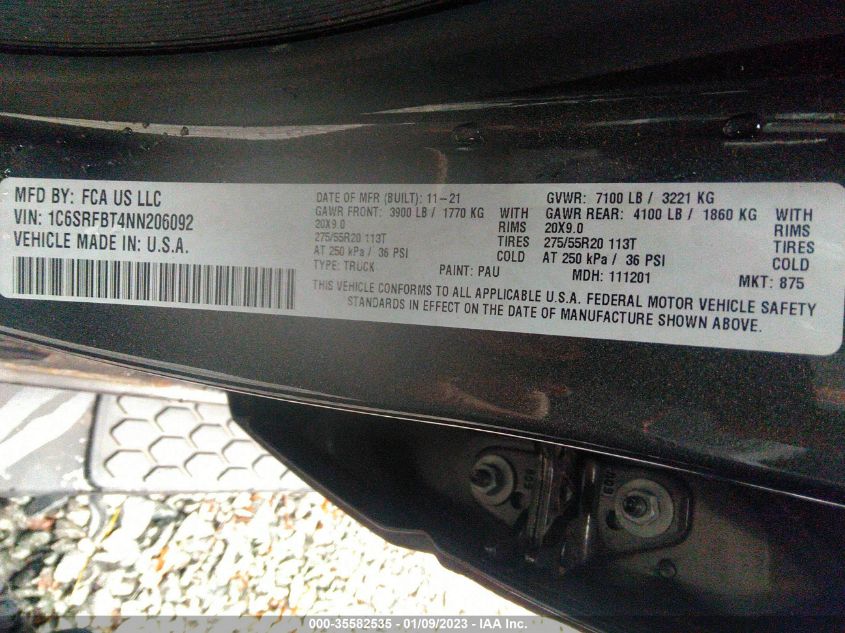 MFD BY: FCA US LLC
VIN: 1C6SRFBT4NN206092
VEHICLE MADE IN: U.S.A.
DATE OF MFR (BUILT): 11-21
GAWR FRONT: 3900 LB / 1770 KG
20X9.0 RIMS
275/55R20 113T TIRES
AT 250 kPa / 36 PSI COLD
TYPE: TRUCK PAINT: PAU
GVWR: 7100 LB / 3221 KG
GAWR REAR: 4100 LB / 1860 KG
20X9.0 RIMS
275/55R20 113T TIRES
AT 250 kPa / 36 PSI COLD
MDH: 111201 MKT: 875
THIS VEHICLE CONFORMS TO ALL APPLICABLE U.S.A. FEDERAL MOTOR VEHICLE SAFETY
STANDARDS IN EFFECT ON THE DATE OF MANUFACTURE SHOWN ABOVE.
000-35582535 - 01/09/2023 - IAA Inc.